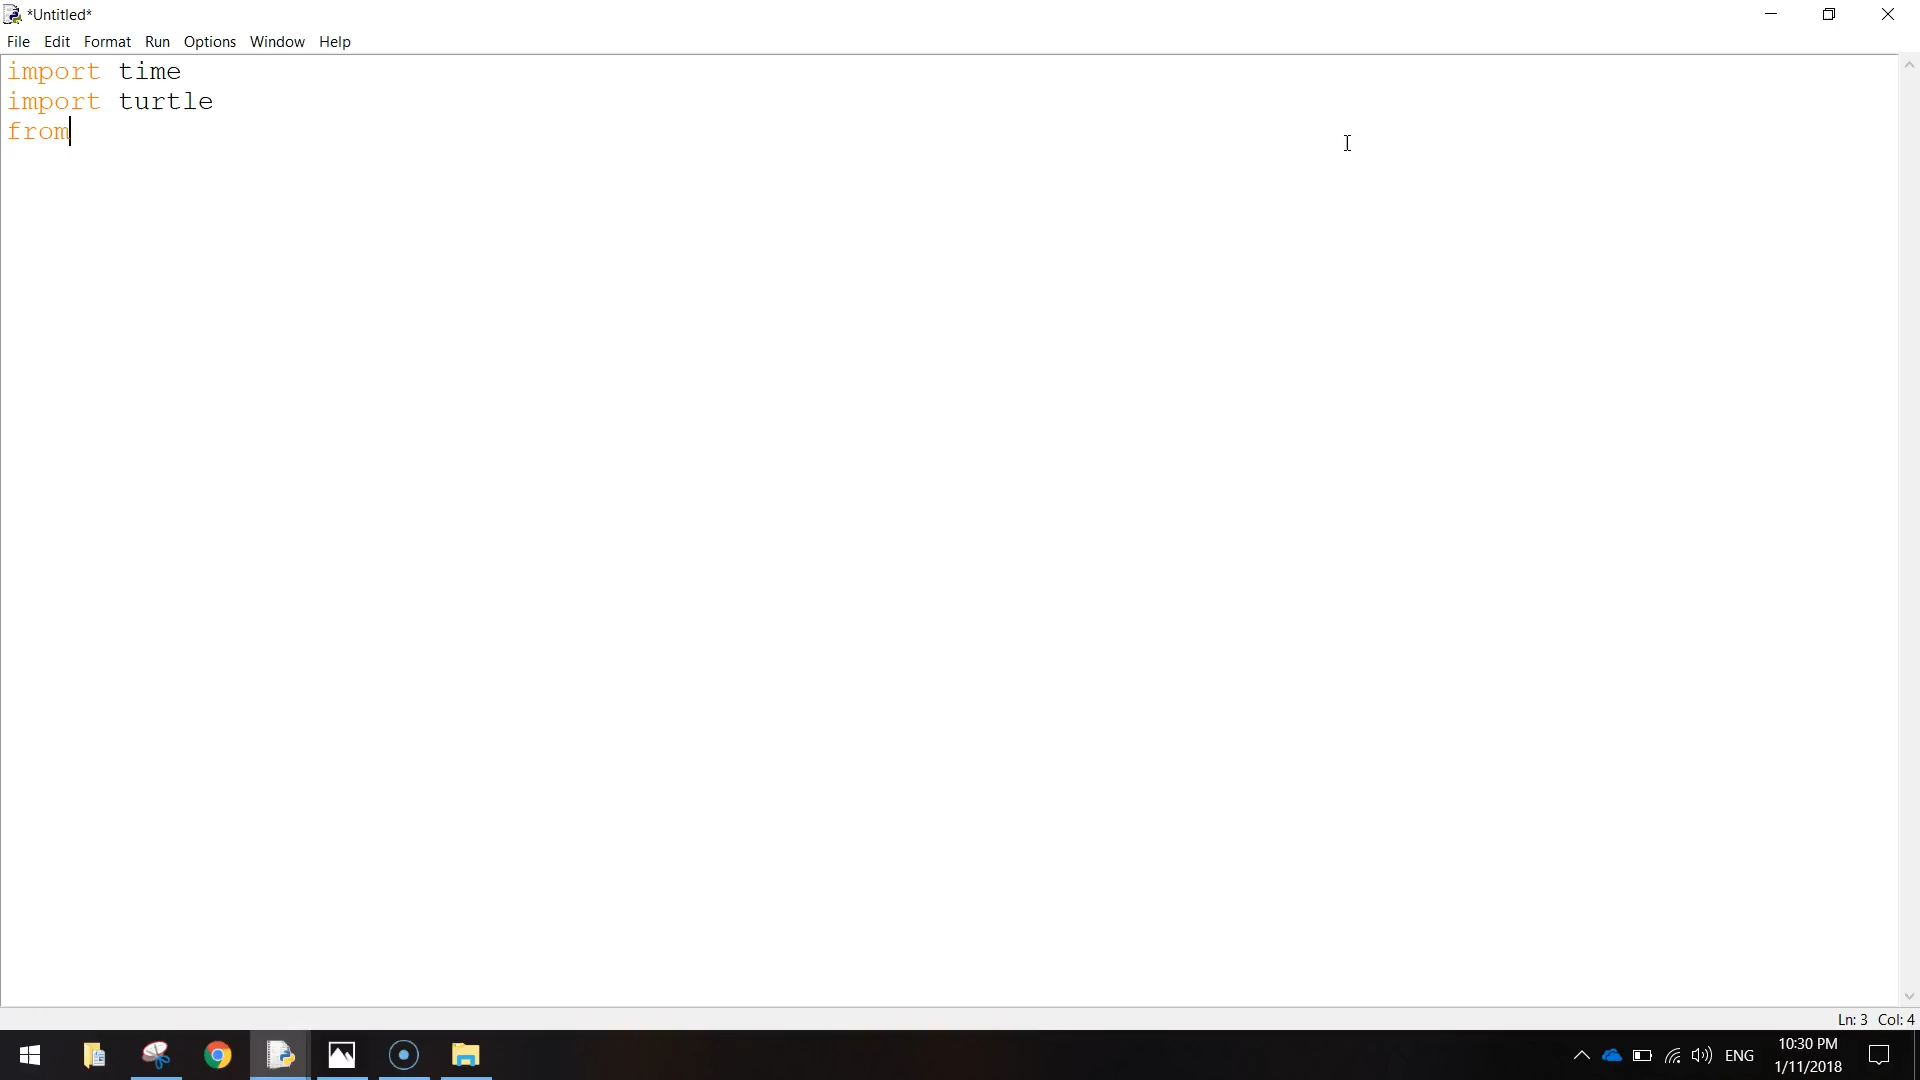 *Untitled*
File Edit Format Run Options Window Help
import time
import turtle
from
Ln: 3 Col: 4
ENG
10:30 PM
1/11/2018